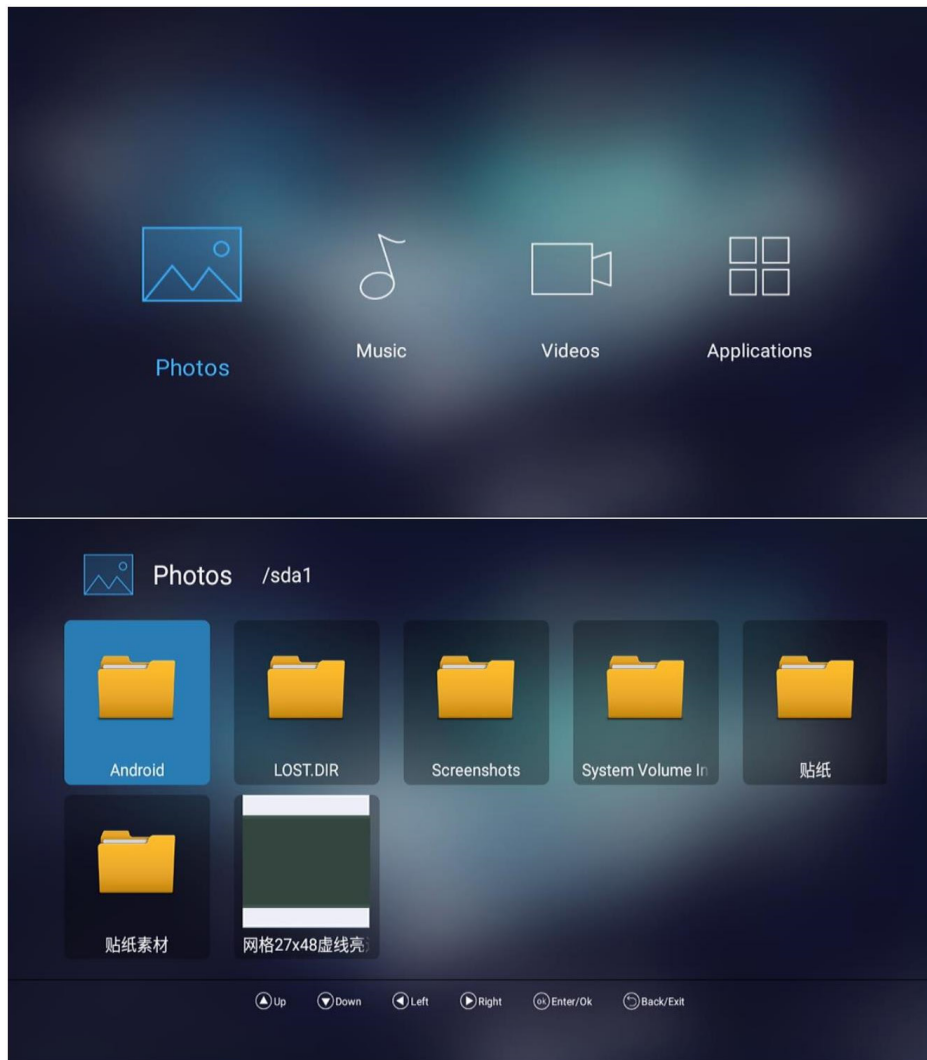 Photos
Music
Videos
Applications
Photos /sda1
Android
LOST.DIR
Screenshots
System Volume In
贴纸
贴纸素材
网格27x48虚线亮
Up
Down
Left
Right
ok Enter/Ok
Back/Exit